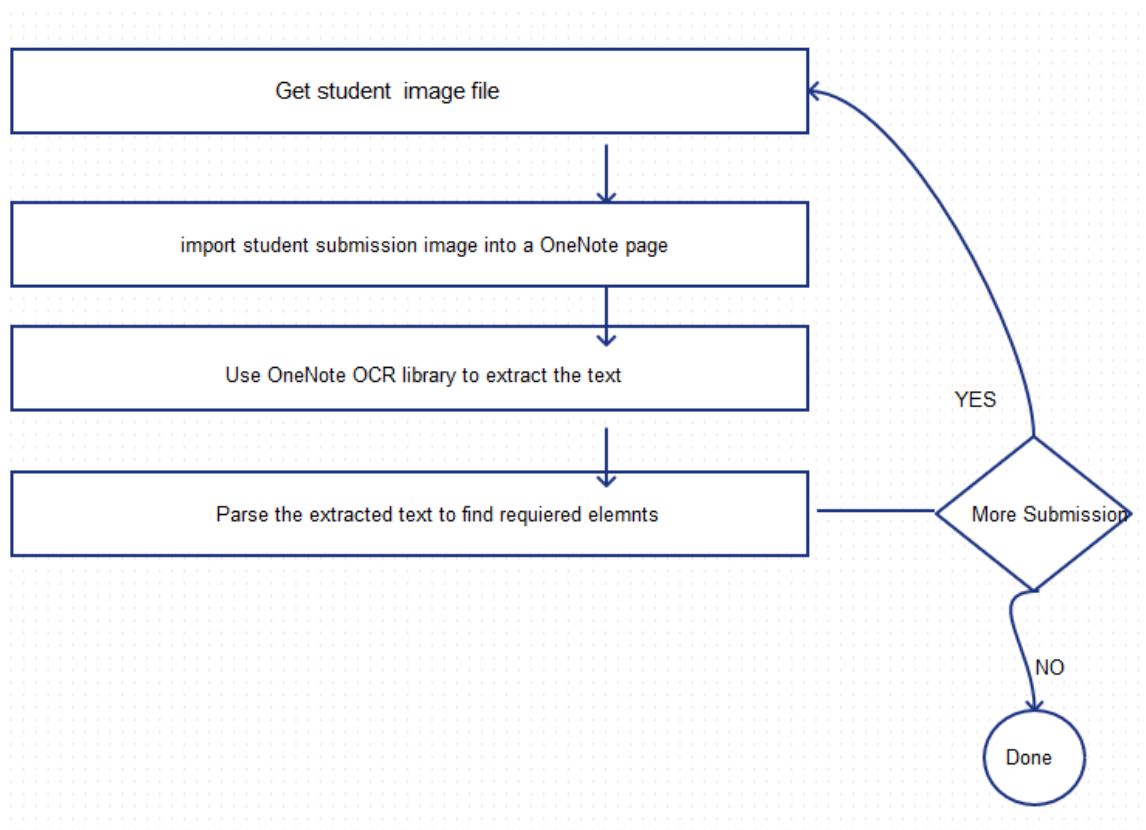 Get student  image file
import student submission image into a OneNote page
Use OneNote OCR library to extract the text
YES
Parse the extracted text to find requiered elemnts
More Submission
NO
Done